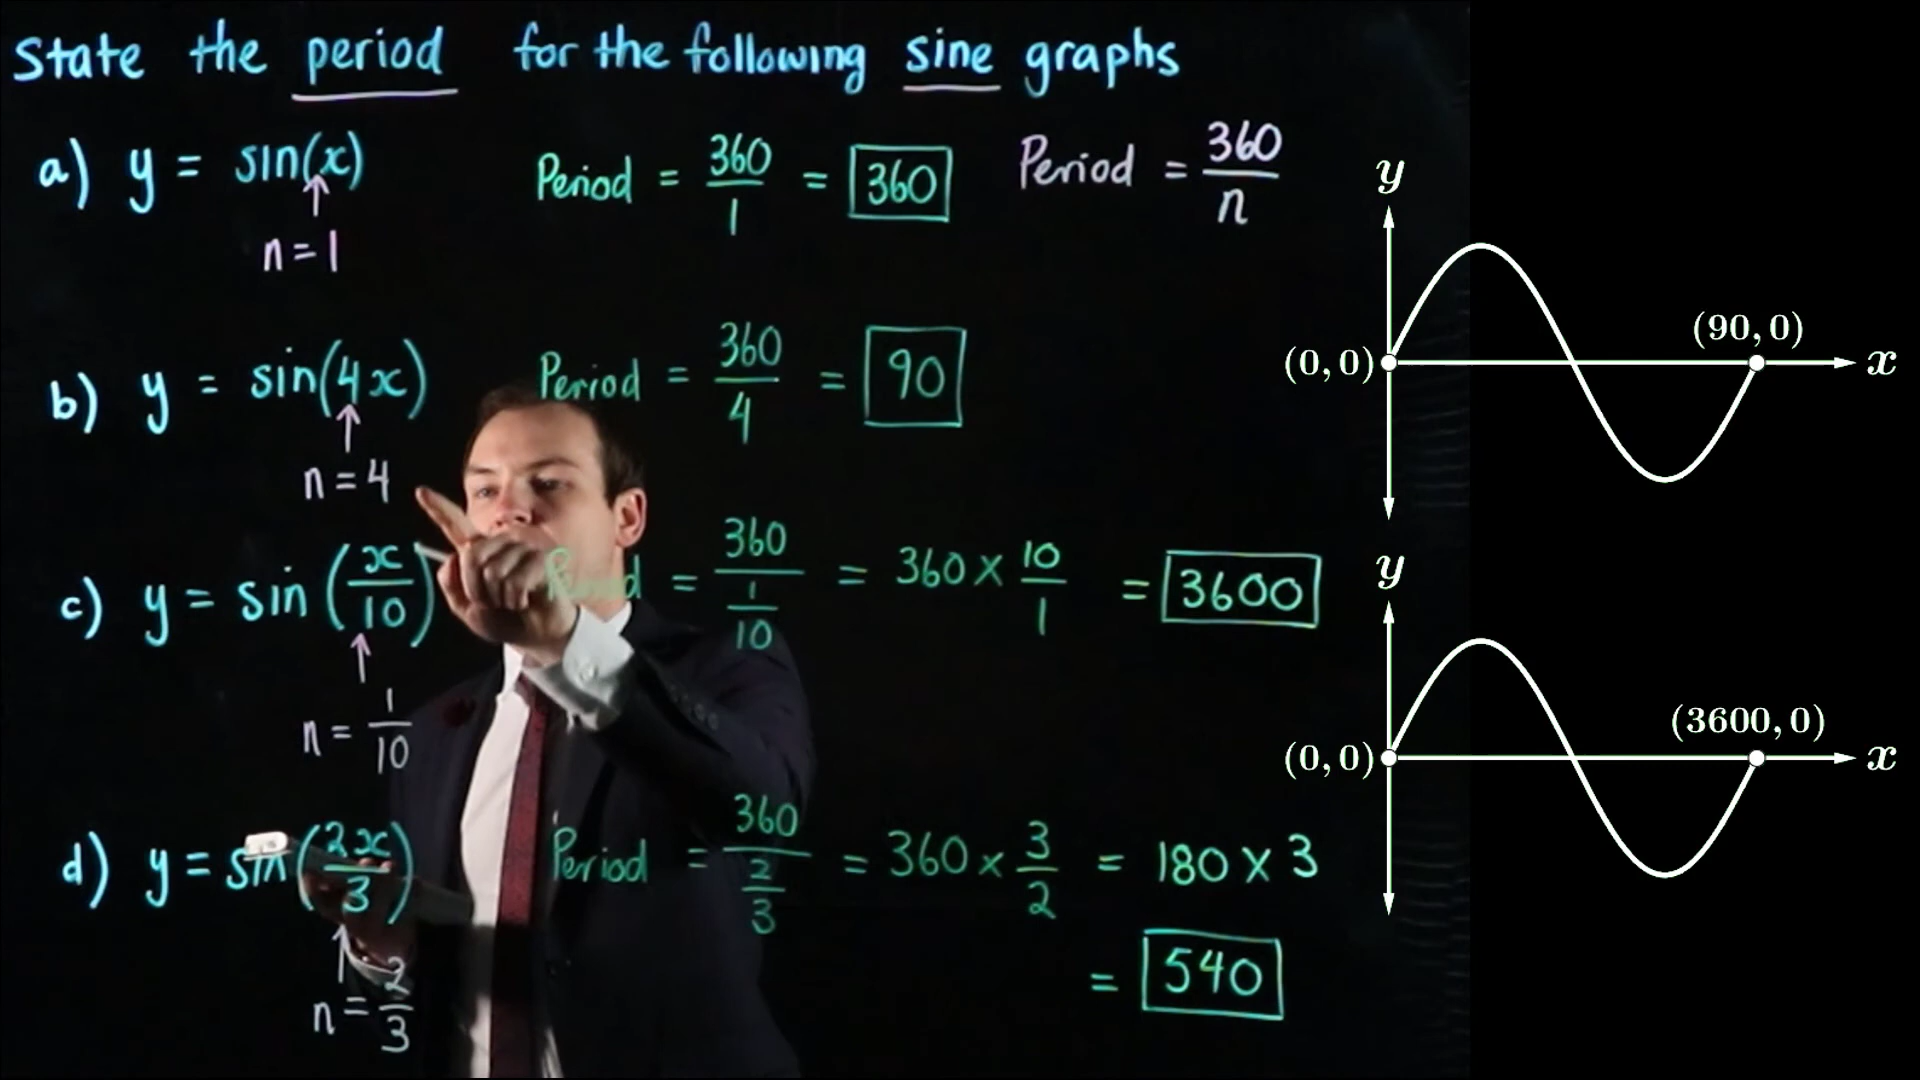 State the period for the following sine graphs
a) y = sin(x)
n = 1
Period = 360/1 = 360
Period = 360/n
b) y = sin(4x)
n = 4
Period = 360/4 = 90
c) y = sin(x/10)
n = 1/10
Period = 360/(1/10) = 360 × 10/1 = 3600
d) y = sin(2x/3)
n = 2/3
Period = 360/(2/3) = 360 × 3/2 = 180 × 3
= 540
y
(0, 0)
(90, 0)
x
y
(0, 0)
(3600, 0)
x